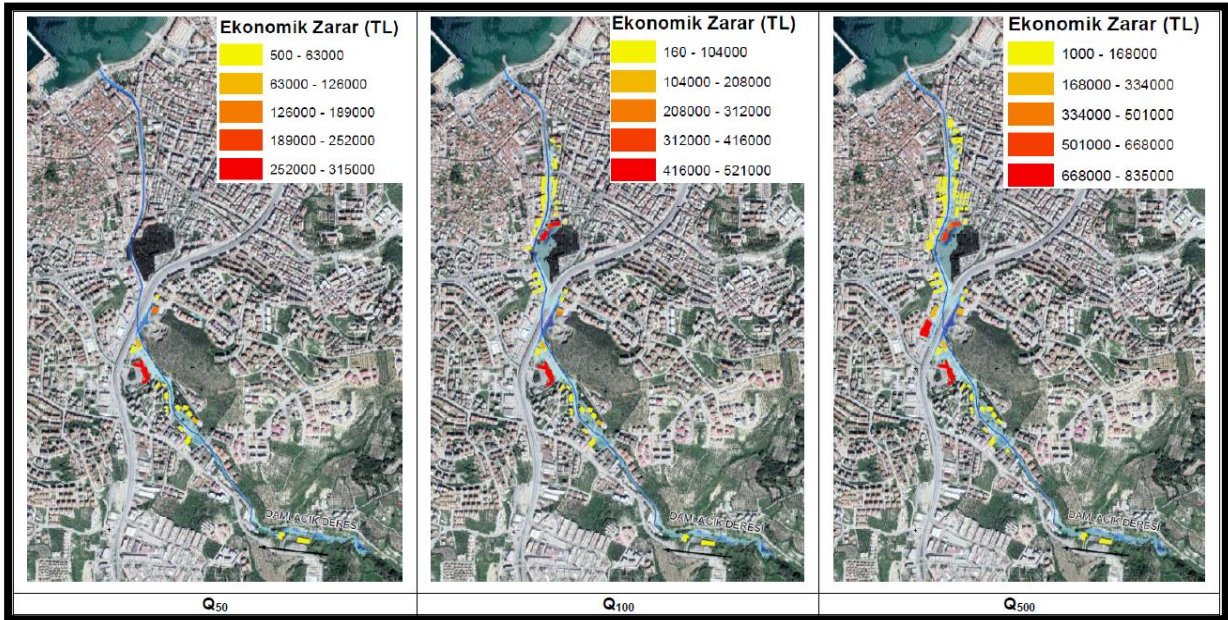 Ekonomik Zarar (TL)
500 - 63000
63000 - 126000
126000 - 189000
189000 - 252000
252000 - 315000
DAMLACIK DERESİ
Q50
Ekonomik Zarar (TL)
160 - 104000
104000 - 208000
208000 - 312000
312000 - 416000
416000 - 521000
DAMLACIK DERESİ
Q100
Ekonomik Zarar (TL)
1000 - 168000
168000 - 334000
334000 - 501000
501000 - 668000
668000 - 835000
DAMLACIK DERESİ
Q500